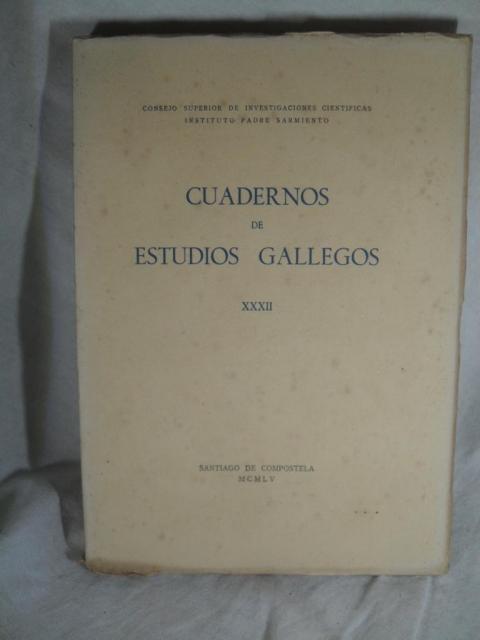 CONSEJO SUPERIOR DE INVESTIGACIONES CIENTIFICAS
INSTITUTO PADRE SARMIENTO
CUADERNOS
DE
ESTUDIOS GALLEGOS
XXXII
SANTIAGO DE COMPOSTELA
MCMLV